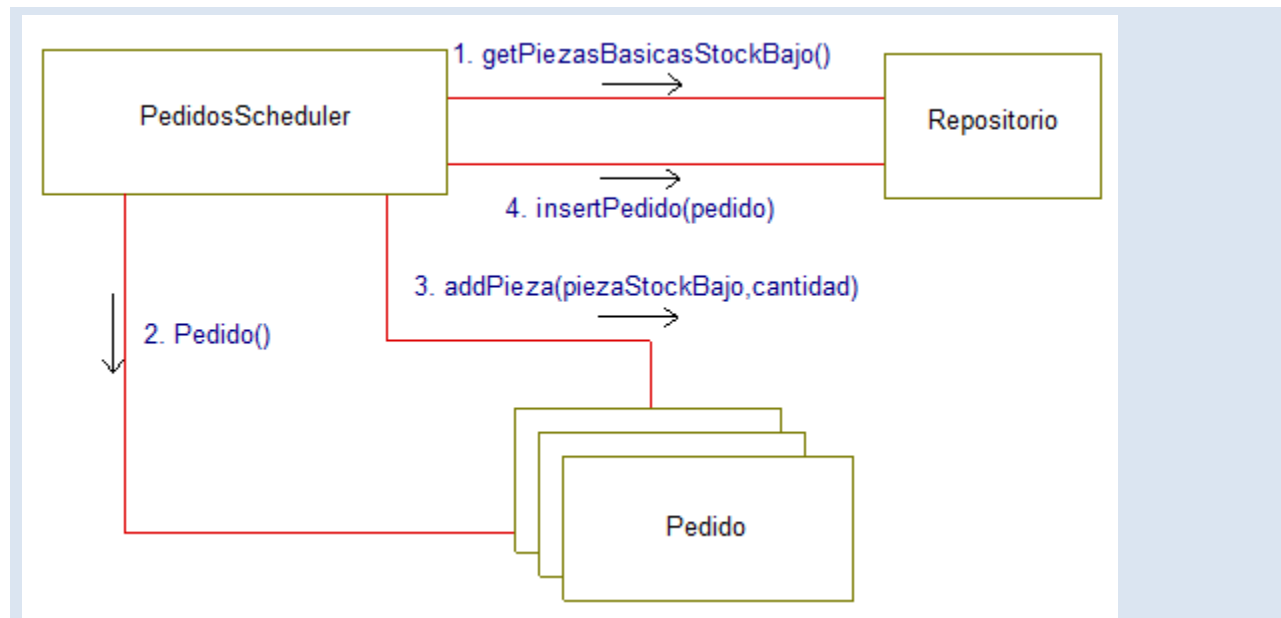 1. getPiezasBasicasStockBajo()
PedidosScheduler
Repositorio
4. insertPedido(pedido)
3. addPieza(piezaStockBajo,cantidad)
2. Pedido()
Pedido